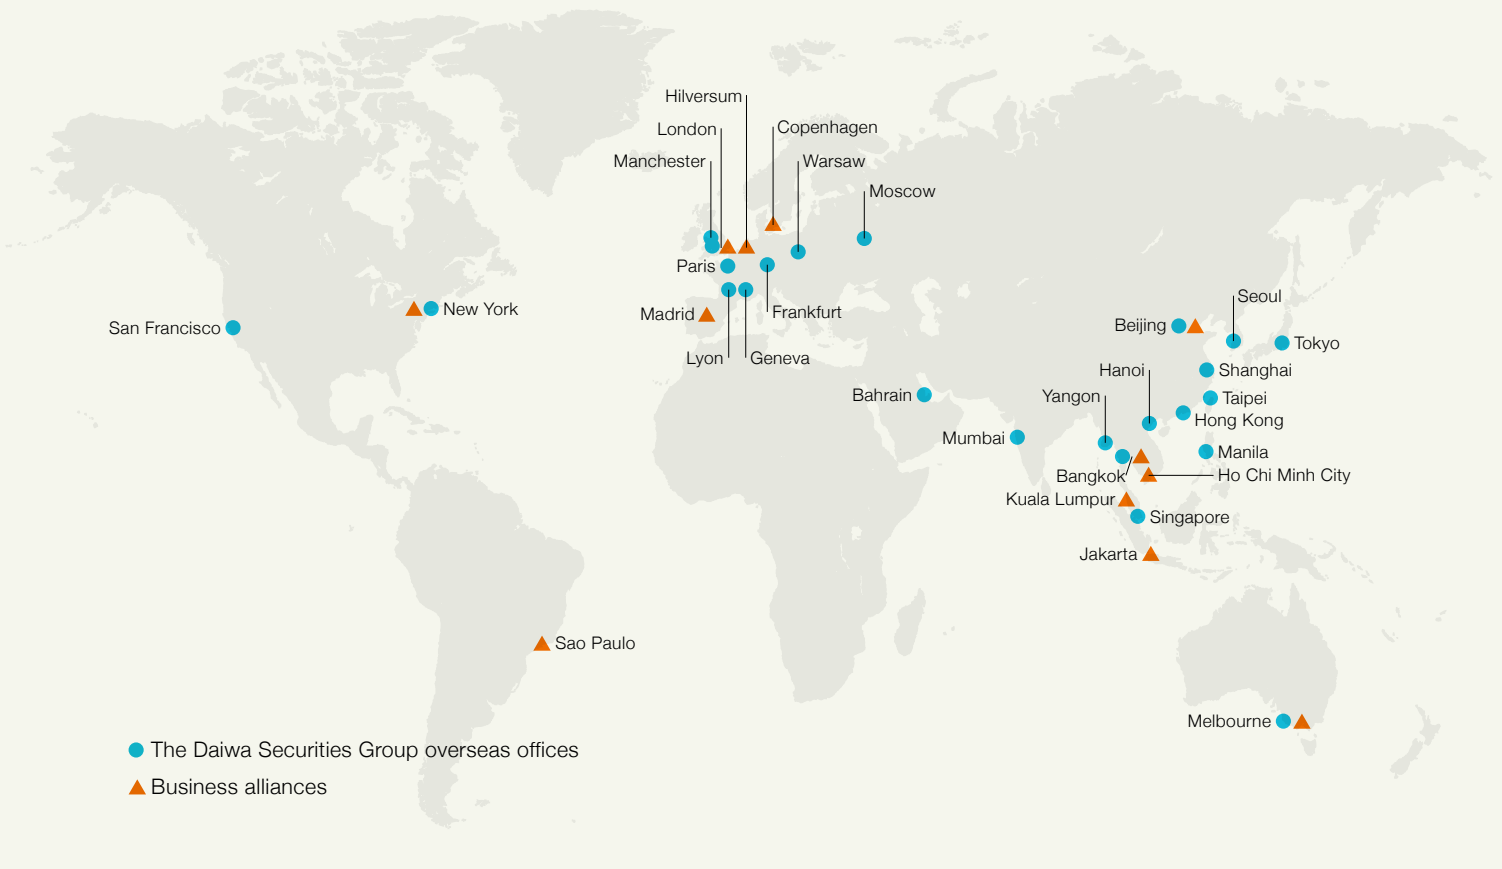 Hilversum
London
Copenhagen
Manchester
Warsaw
Moscow
Paris
Seoul
New York
Madrid
Frankfurt
San Francisco
Beijing
Tokyo
Lyon
Geneva
Hanoi
Shanghai
Bahrain
Yangon
Taipei
Hong Kong
Mumbai
Manila
Bangkok
Ho Chi Minh City
Kuala Lumpur
Singapore
Jakarta
Sao Paulo
Melbourne
The Daiwa Securities Group overseas offices
Business alliances